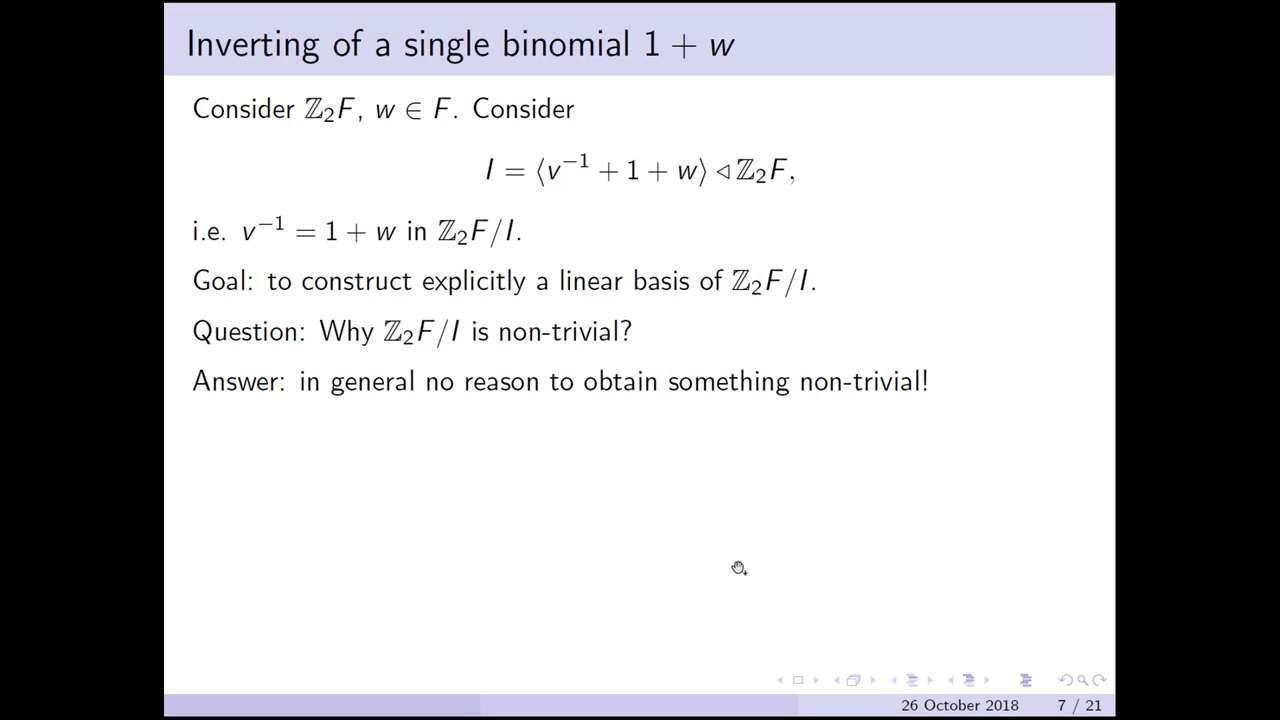 Inverting of a single binomial 1 + w
Consider ℤ₂F, w ∈ F. Consider
I = ⟨v⁻¹ + 1 + w⟩ ◁ ℤ₂F,
i.e. v⁻¹ = 1 + w in ℤ₂F/I.
Goal: to construct explicitly a linear basis of ℤ₂F/I.
Question: Why ℤ₂F/I is non-trivial?
Answer: in general no reason to obtain something non-trivial!
26 October 2018 7 / 21